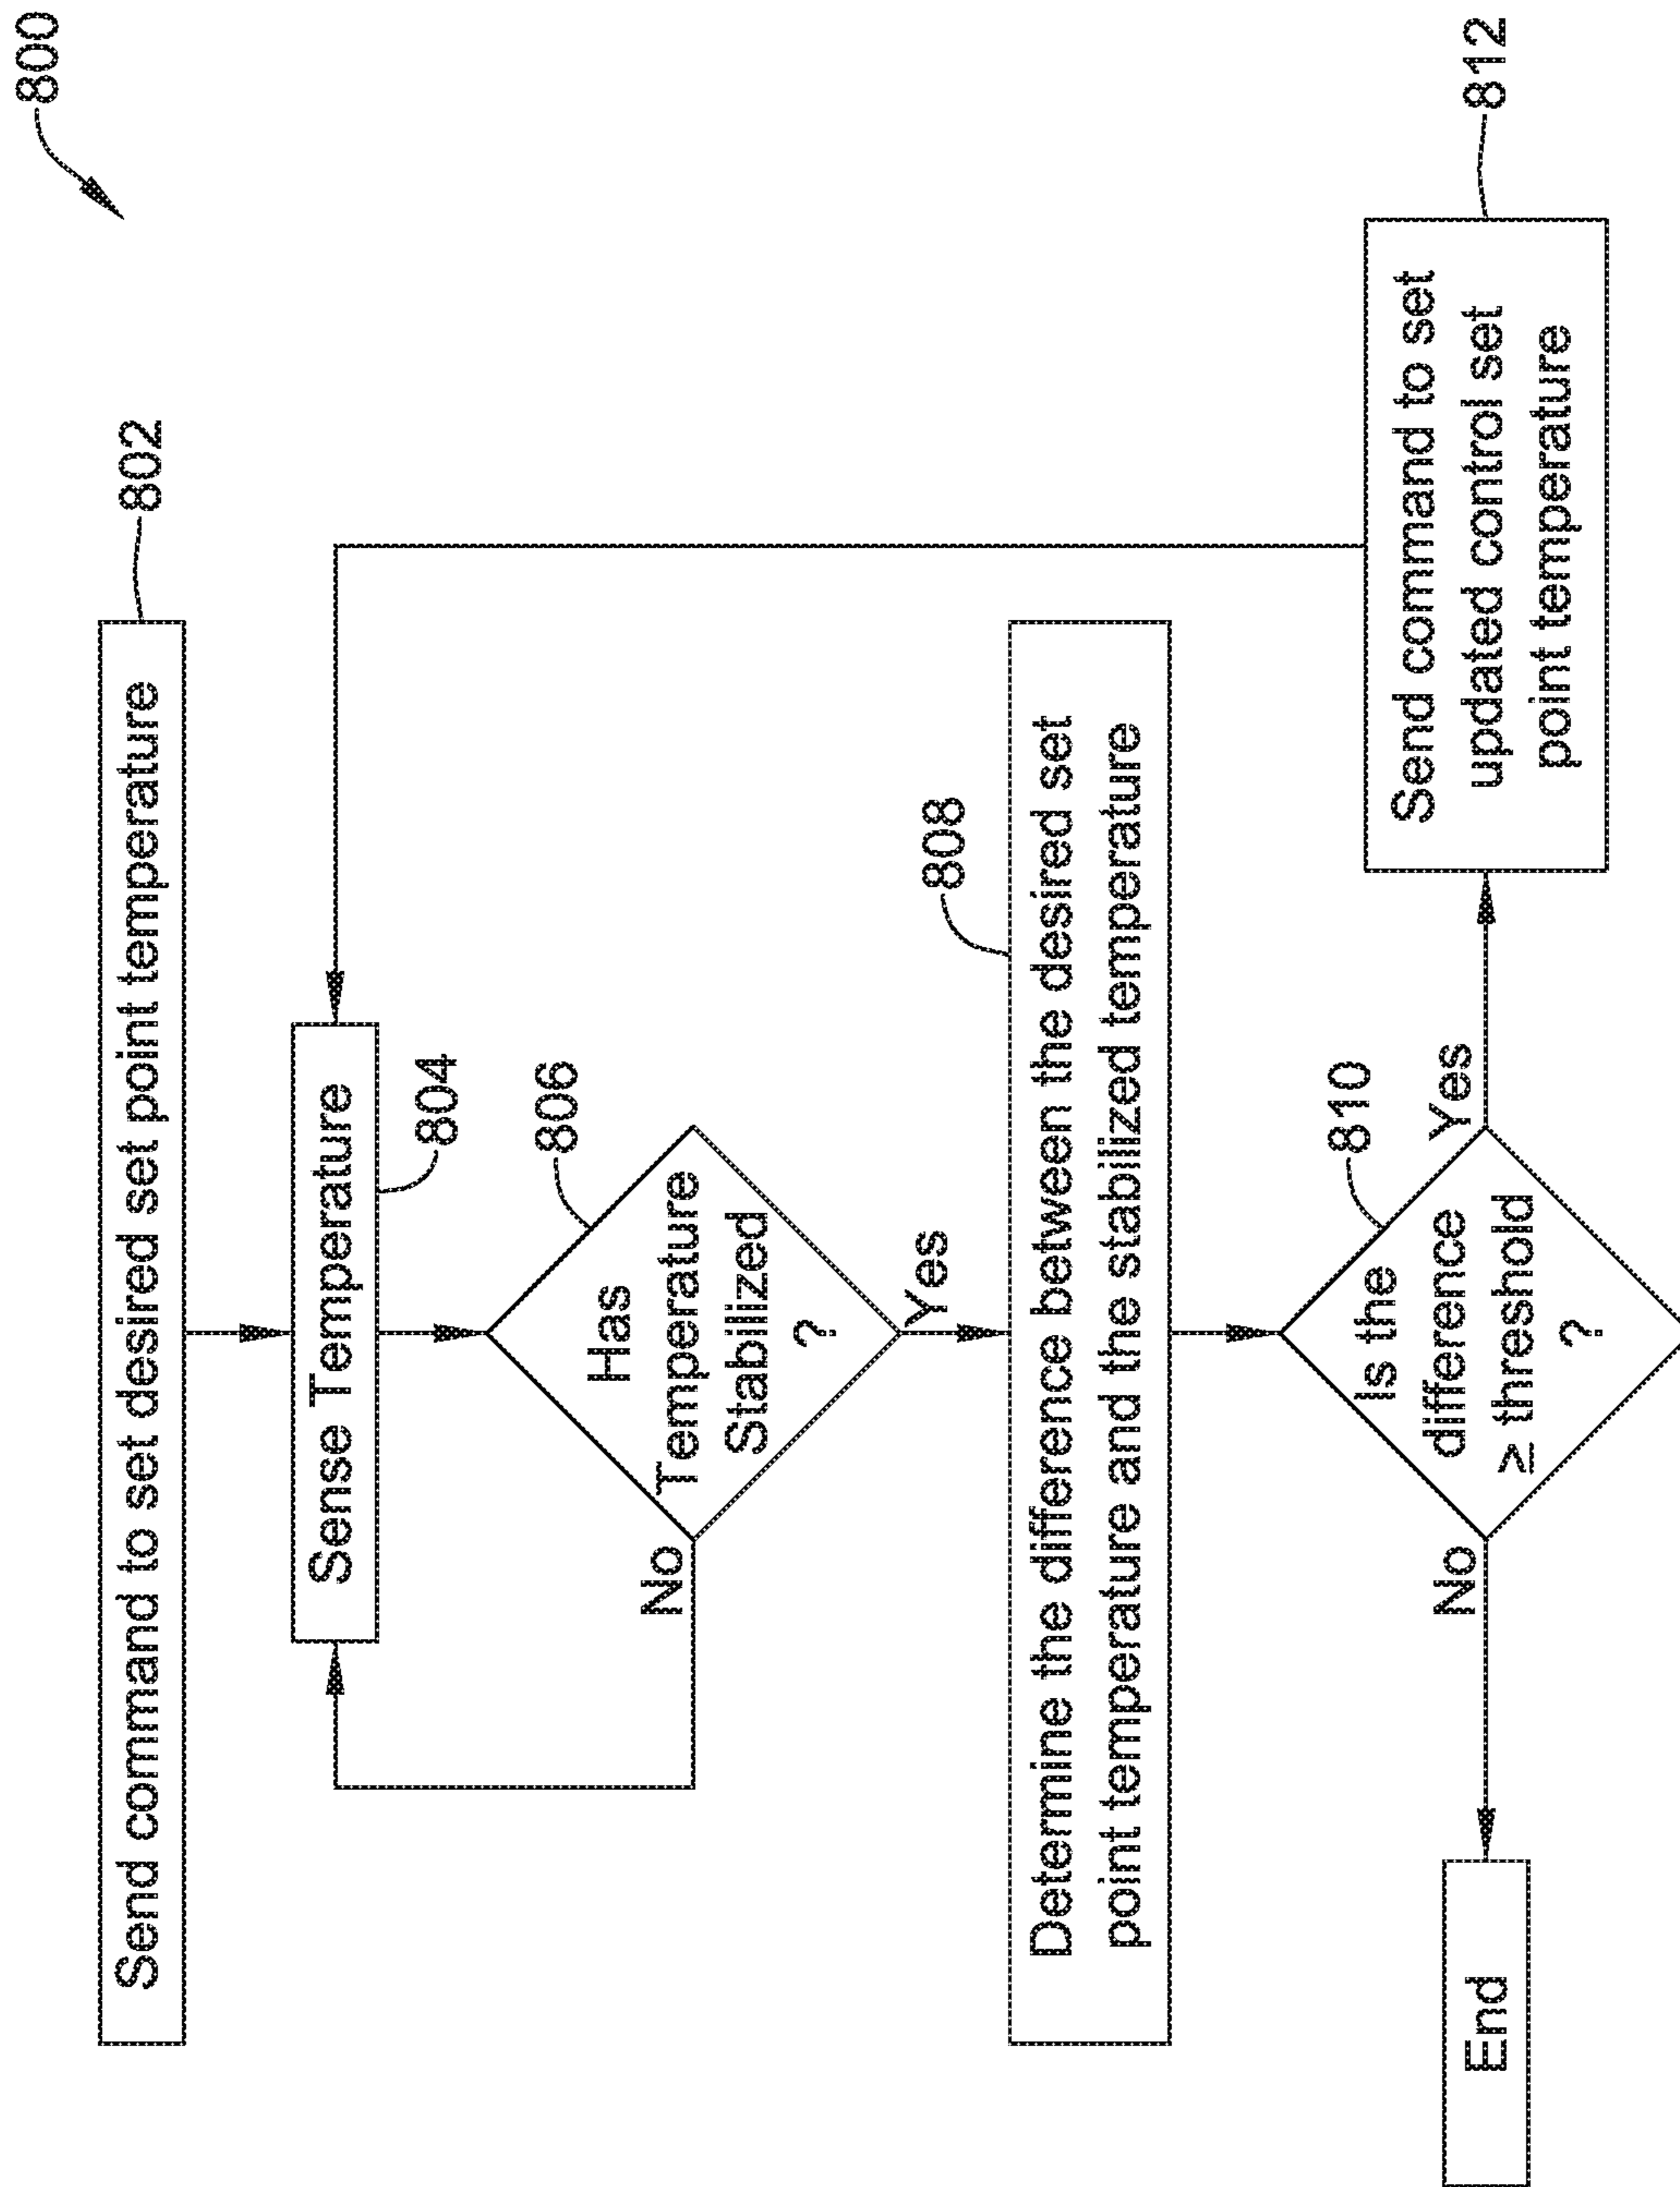 800
Send command to set desired set point temperature
802
Sense Temperature
804
Has
Temperature
Stabilized
?
806
No
Yes
Determine the difference between the desired set
point temperature and the stabilized temperature
808
Is the
difference
≥ threshold
?
810
No
Yes
End
Send command to set
updated control set
point temperature
812